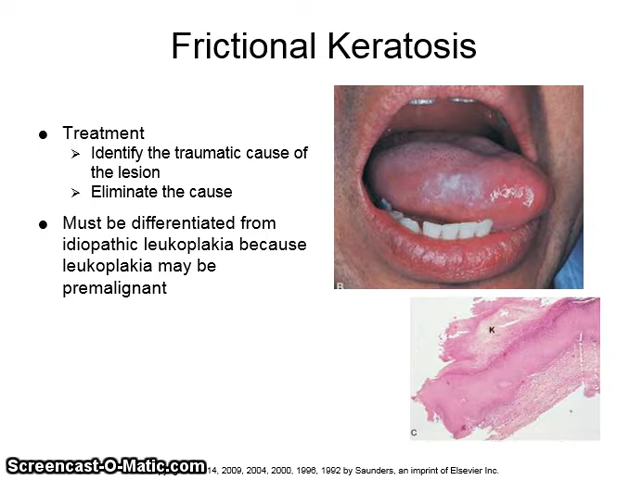 Frictional Keratosis
● Treatment
➢ Identify the traumatic cause of
the lesion
➢ Eliminate the cause
● Must be differentiated from
idiopathic leukoplakia because
leukoplakia may be
premalignant
B
K
C
Screencast-O-Matic.com
14, 2009, 2004, 2000, 1996, 1992 by Saunders, an imprint of Elsevier Inc.